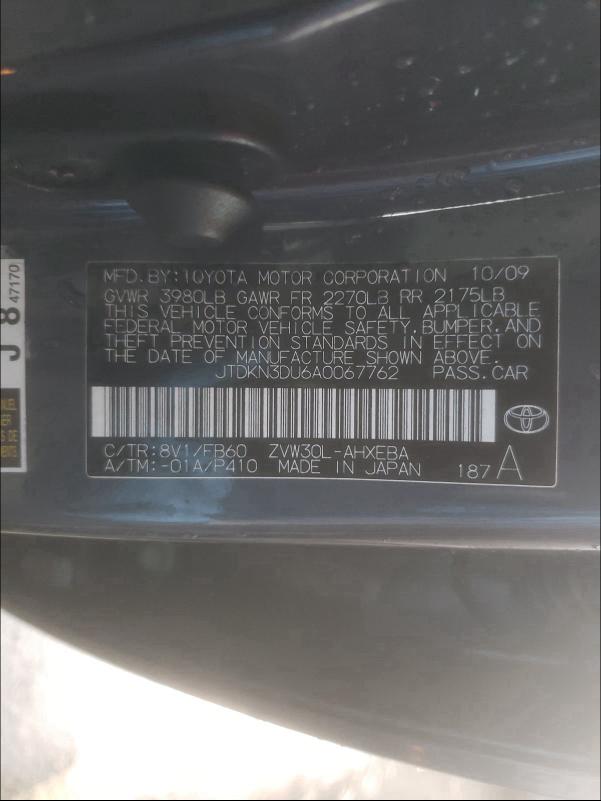 MFD. BY: TOYOTA MOTOR CORPORATION 10/09
GVWR 3980LB GAWR FR 2270LB RR 2175LB
THIS VEHICLE CONFORMS TO ALL APPLICABLE
FEDERAL MOTOR VEHICLE SAFETY, BUMPER, AND
THEFT PREVENTION STANDARDS IN EFFECT ON
THE DATE OF MANUFACTURE SHOWN ABOVE.
JTDKN3DU6A0067762 PASS. CAR
C/TR: 8V1/FB60 ZVW30L-AHXEBA
A/TM: -01A/P410 MADE IN JAPAN 187 A
J 8 47170